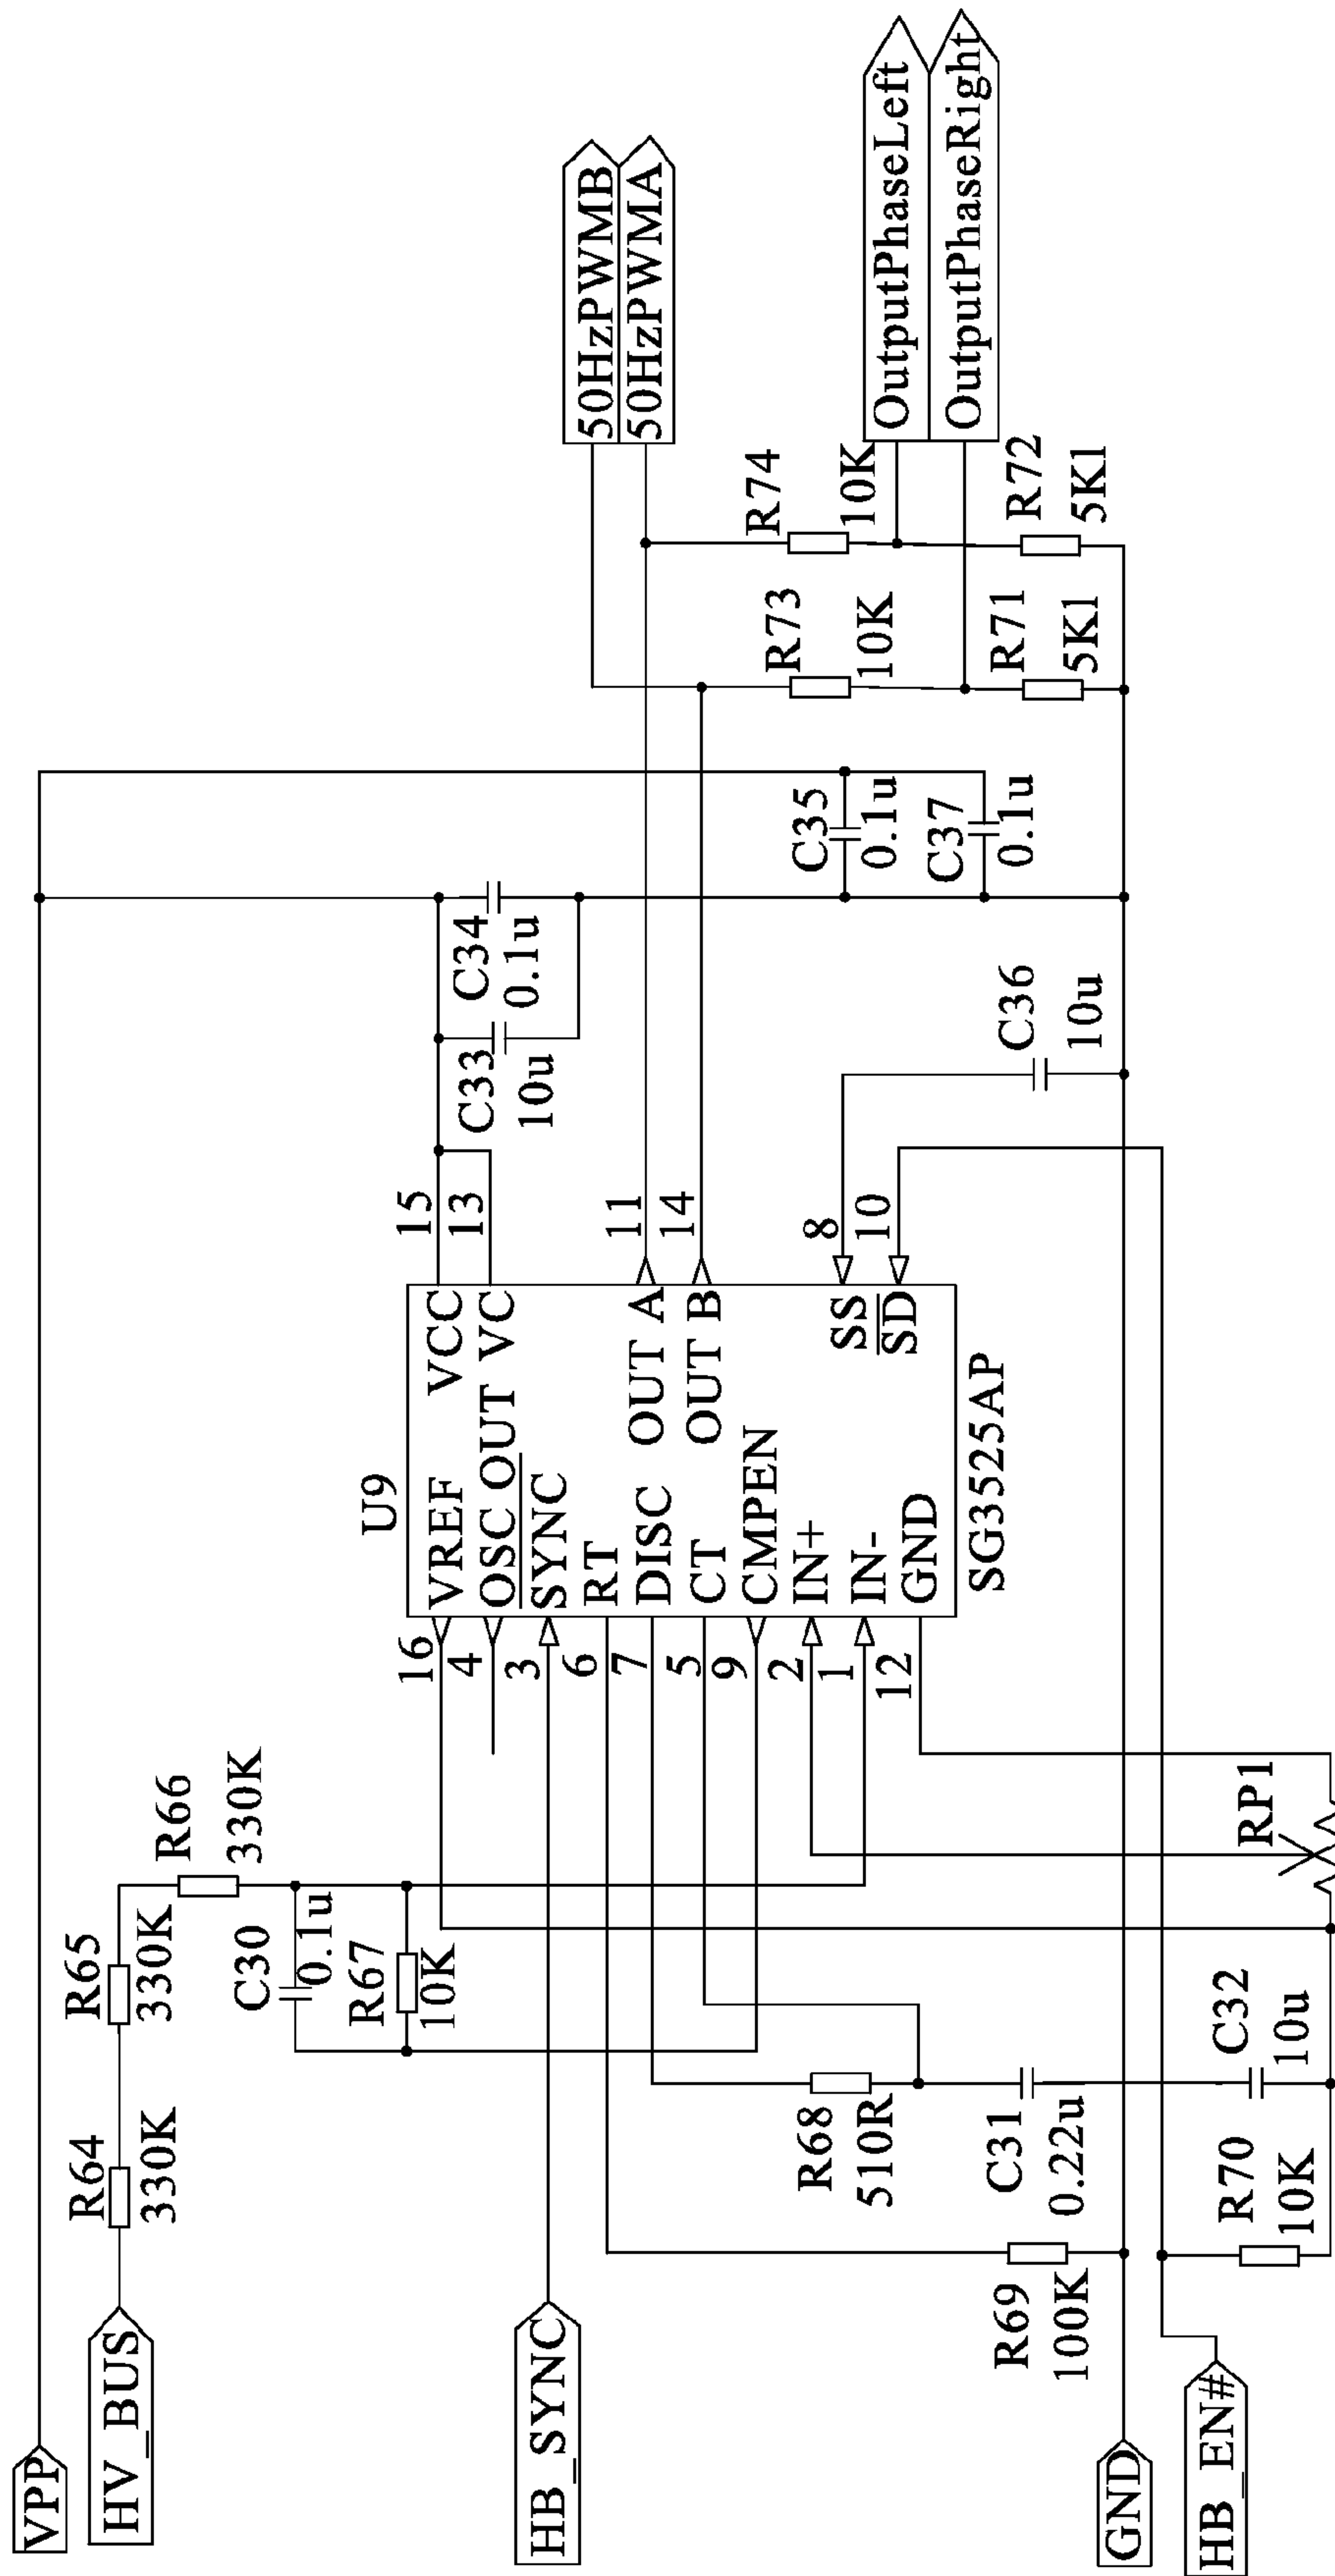 VPP
HV_BUS
HB_SYNC
GND
HB_EN#
R64
330K
R65
330K
R66
330K
C30
0.1u
R67
10K
R68
510R
C31
0.22u
R69
100K
R70
10K
C32
10u
RP1
16
4
3
6
7
5
9
2
1
12
U9
VREF
OSC OUT
SYNC
RT
DISC
CT
CMPEN
IN+
IN-
GND
VCC
VC
OUT A
OUT B
SS
SD
SG3525AP
15
13
11
14
8
10
C33
10u
C34
0.1u
C35
0.1u
C37
0.1u
C36
10u
R73
10K
R74
10K
R71
5K1
R72
5K1
50HzPWMB
50HzPWMA
OutputPhaseLeft
OutputPhaseRight